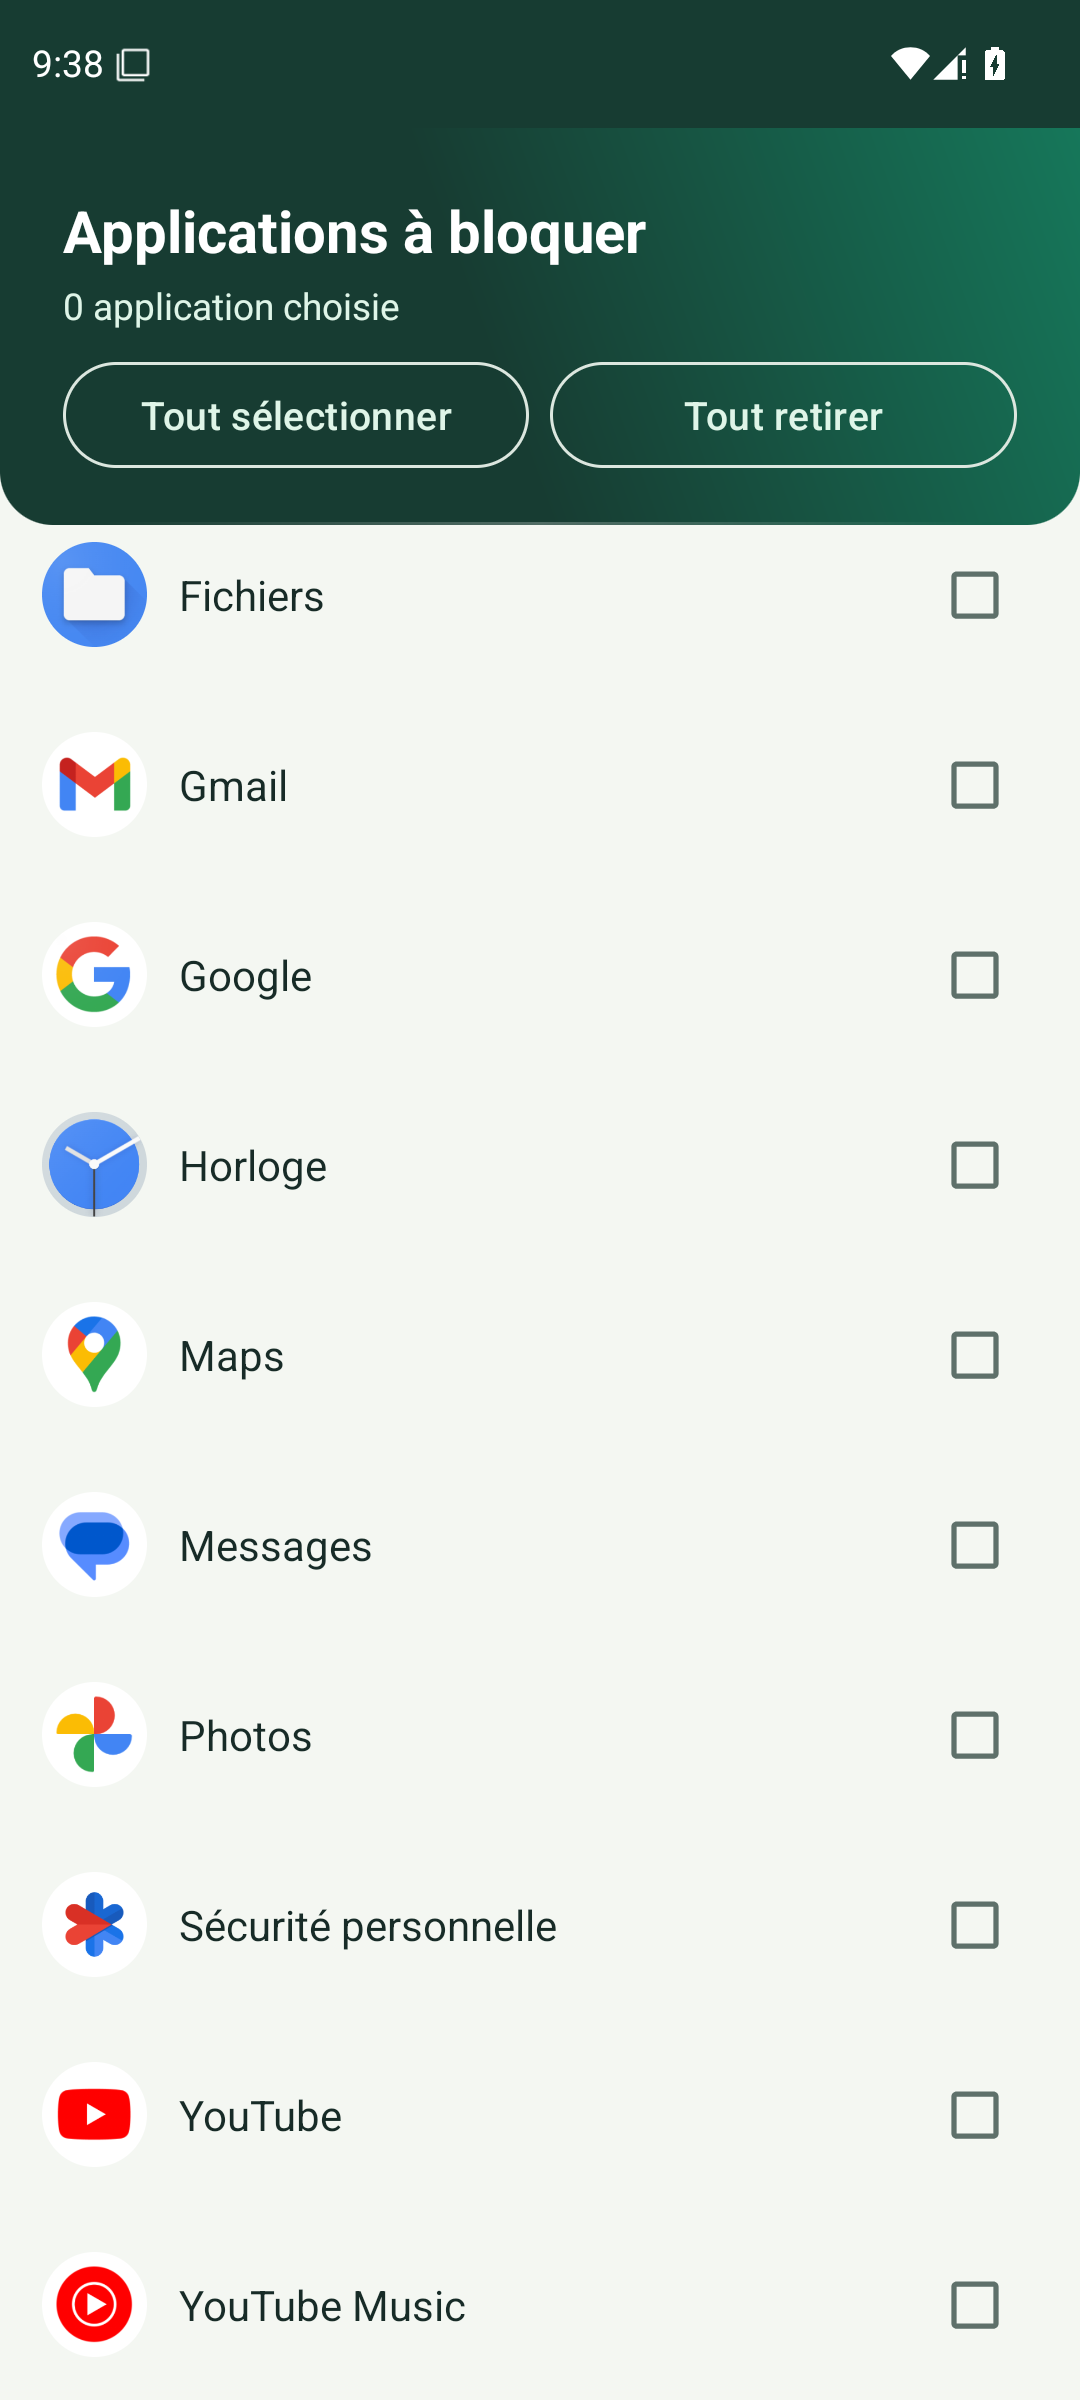 9:38
Applications à bloquer
0 application choisie
Tout sélectionner
Tout retirer
Fichiers
Gmail
Google
Horloge
Maps
Messages
Photos
Sécurité personnelle
YouTube
YouTube Music